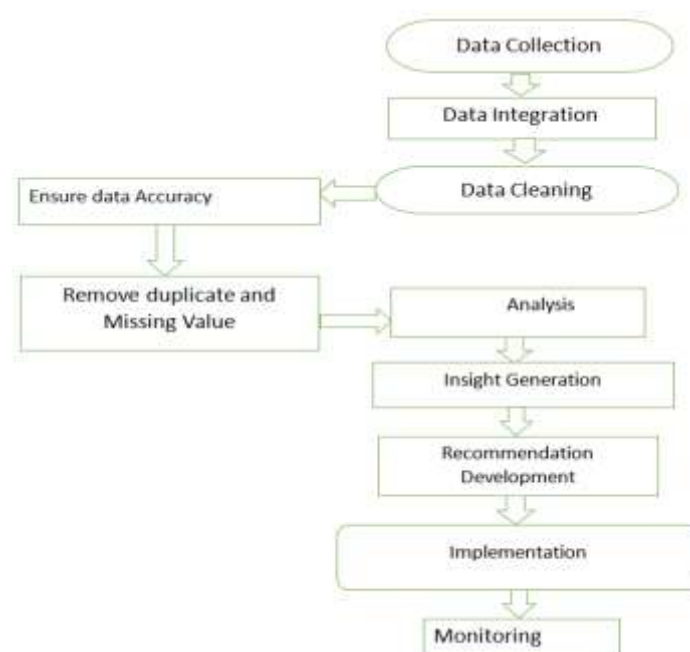 Data Collection
Data Integration
Data Cleaning
Ensure data Accuracy
Remove duplicate and
Missing Value
Analysis
Insight Generation
Recommendation
Development
Implementation
Monitoring